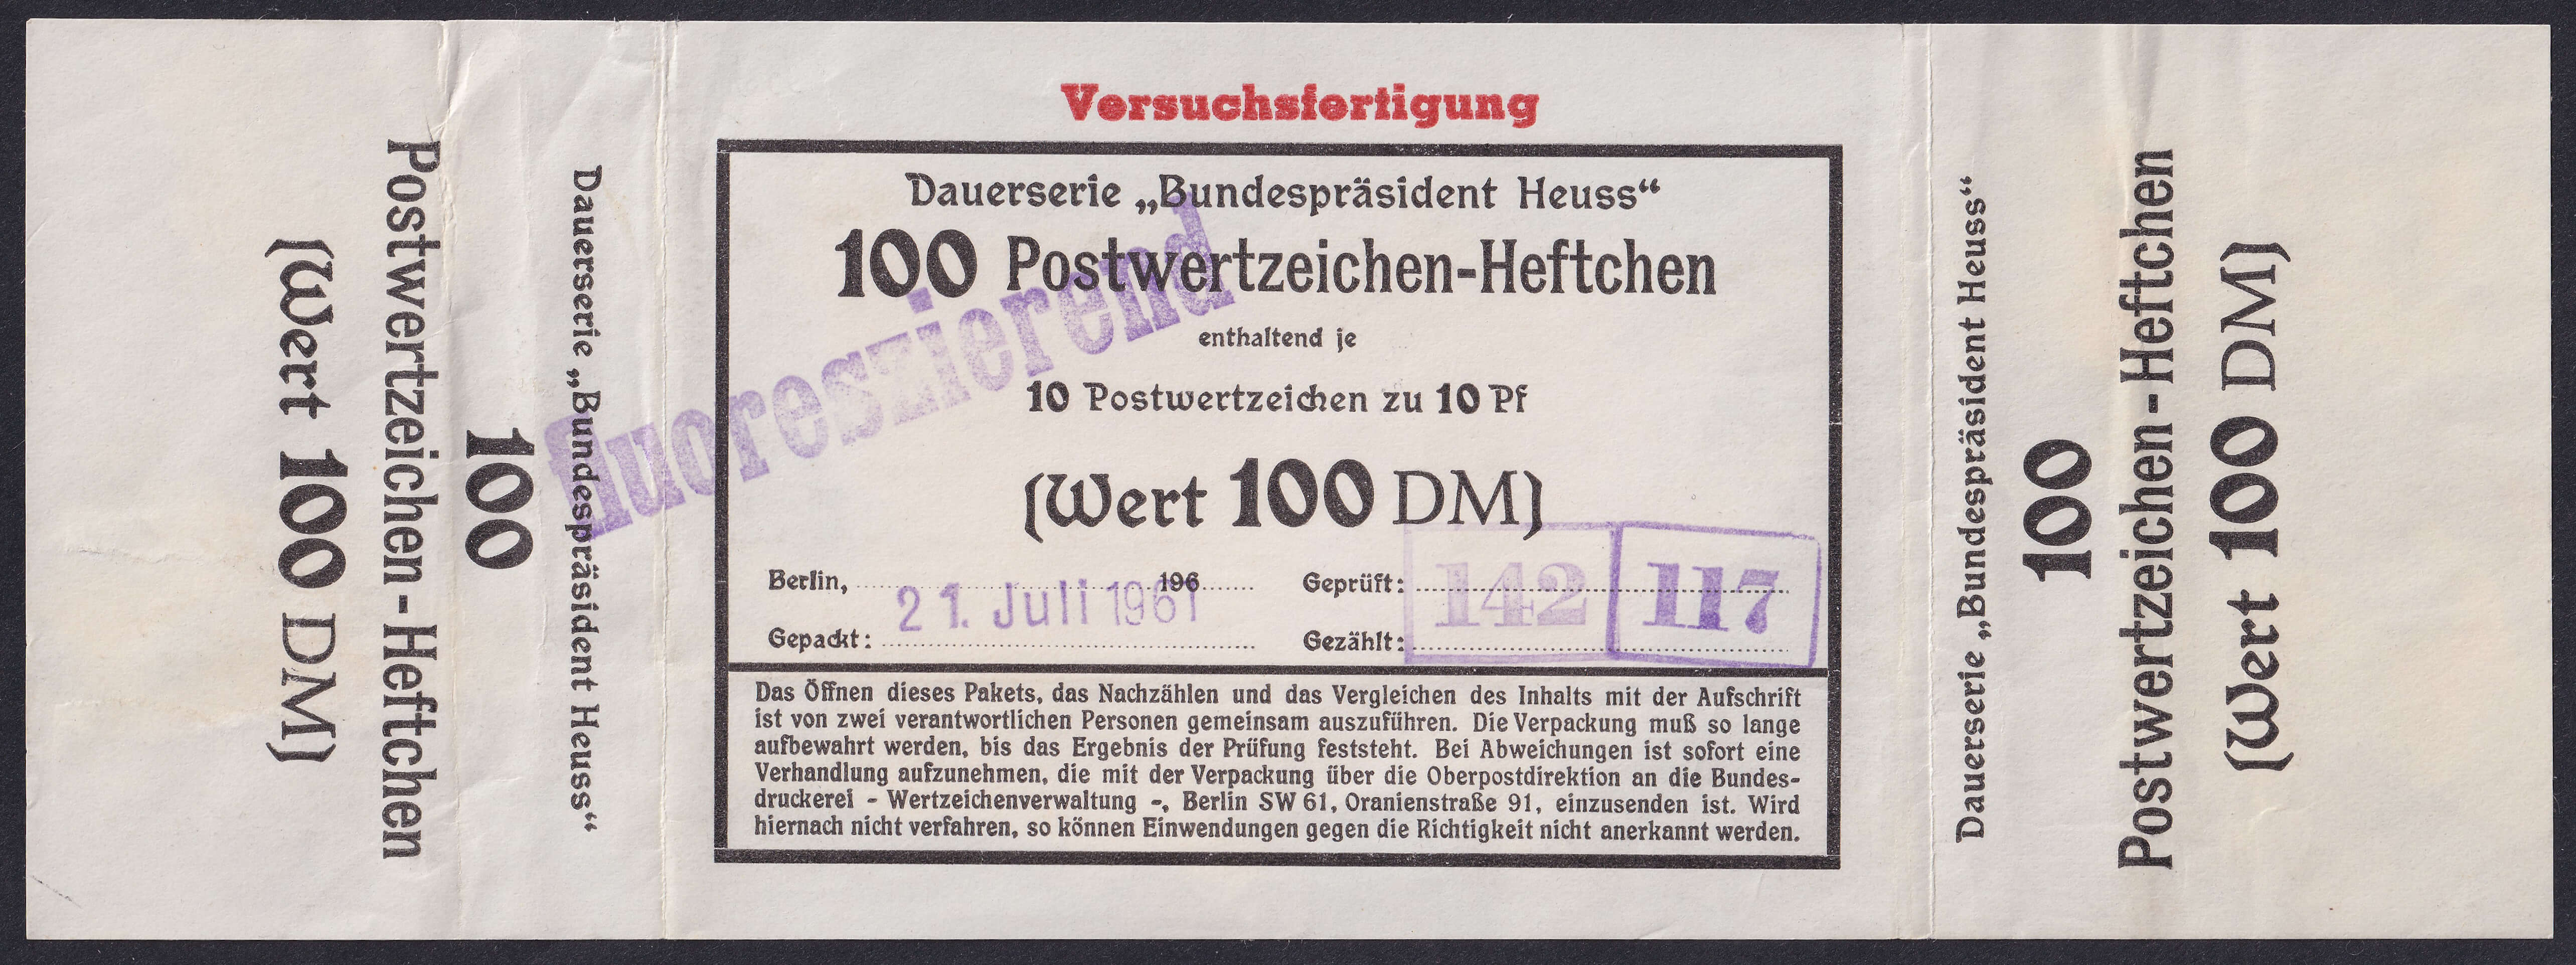 Versuchsfertigung
Dauerserie „Bundespräsident Heuss“
100 Postwertzeichen-Heftchen
enthaltend je
10 Postwertzeichen zu 10 Pf
(Wert 100 DM)
fluoreszierend
Berlin, 196
21. Juli 1961
Gepackt:
Geprüft:
Gezählt:
142 117
Das Öffnen dieses Pakets, das Nachzählen und das Vergleichen des Inhalts mit der Aufschrift
ist von zwei verantwortlichen Personen gemeinsam auszuführen. Die Verpackung muß so lange
aufbewahrt werden, bis das Ergebnis der Prüfung feststeht. Bei Abweichungen ist sofort eine
Verhandlung aufzunehmen, die mit der Verpackung über die Oberpostdirektion an die Bundes-
druckerei - Wertzeichenverwaltung -, Berlin SW 61, Oranienstraße 91, einzusenden ist. Wird
hiernach nicht verfahren, so können Einwendungen gegen die Richtigkeit nicht anerkannt werden.
Dauerserie „Bundespräsident Heuss“
100
Postwertzeichen-Heftchen
(Wert 100 DM)
Dauerserie „Bundespräsident Heuss“
100
Postwertzeichen-Heftchen
(Wert 100 DM)